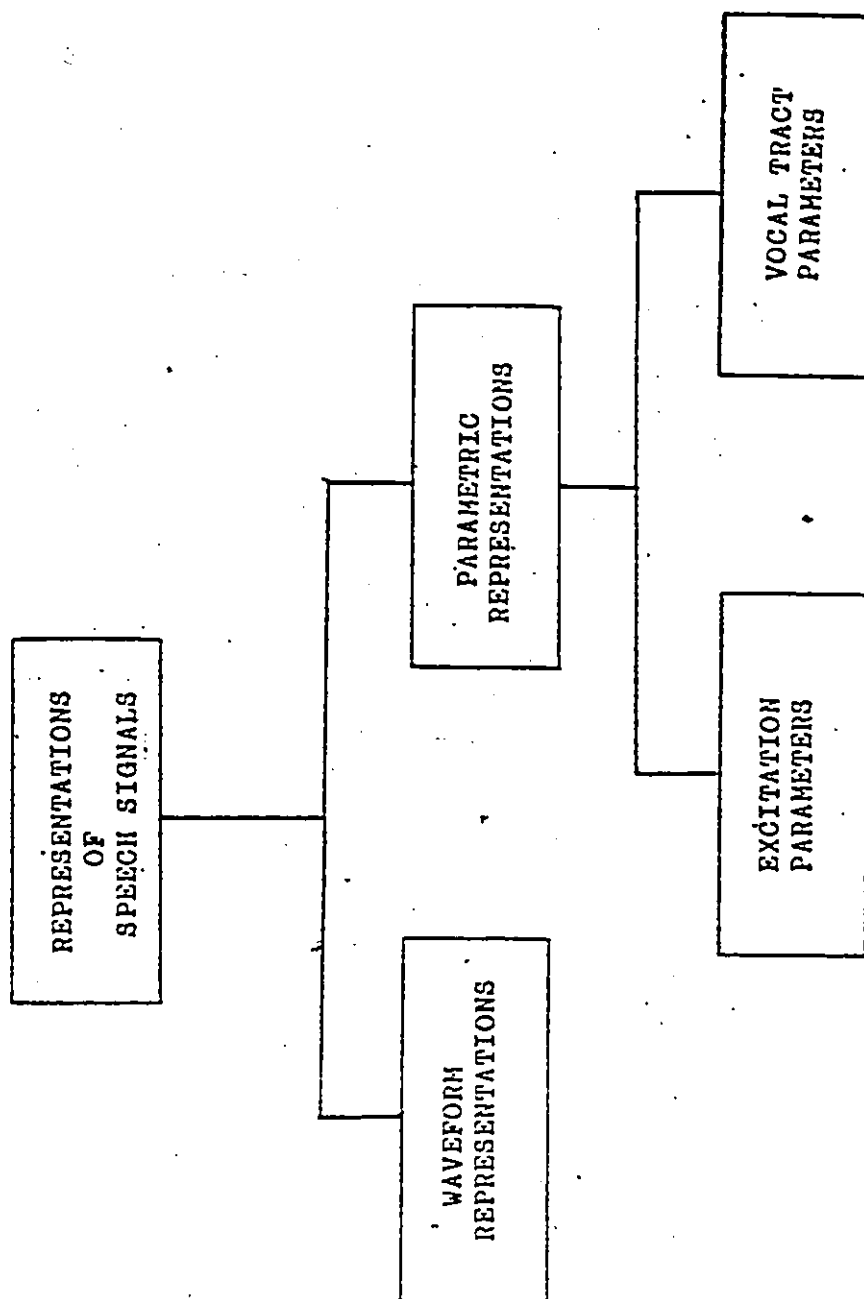 REPRESENTATIONS
OF
SPEECH SIGNALS
WAVEFORM
REPRESENTATIONS
PARAMETRIC
REPRESENTATIONS
EXCITATION
PARAMETERS
VOCAL TRACT
PARAMETERS